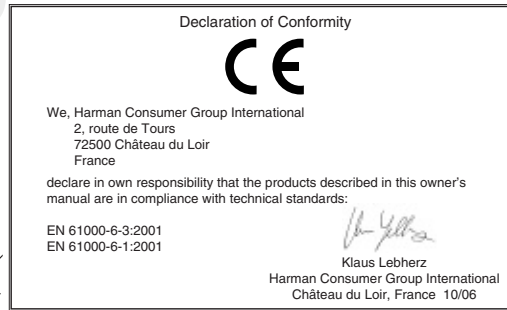 Declaration of Conformity
CE
We, Harman Consumer Group International
2, route de Tours
72500 Château du Loir
France
declare in own responsibility that the products described in this owner's
manual are in compliance with technical standards:
EN 61000-6-3:2001
EN 61000-6-1:2001
Klaus Lebherz
Harman Consumer Group International
Château du Loir, France 10/06